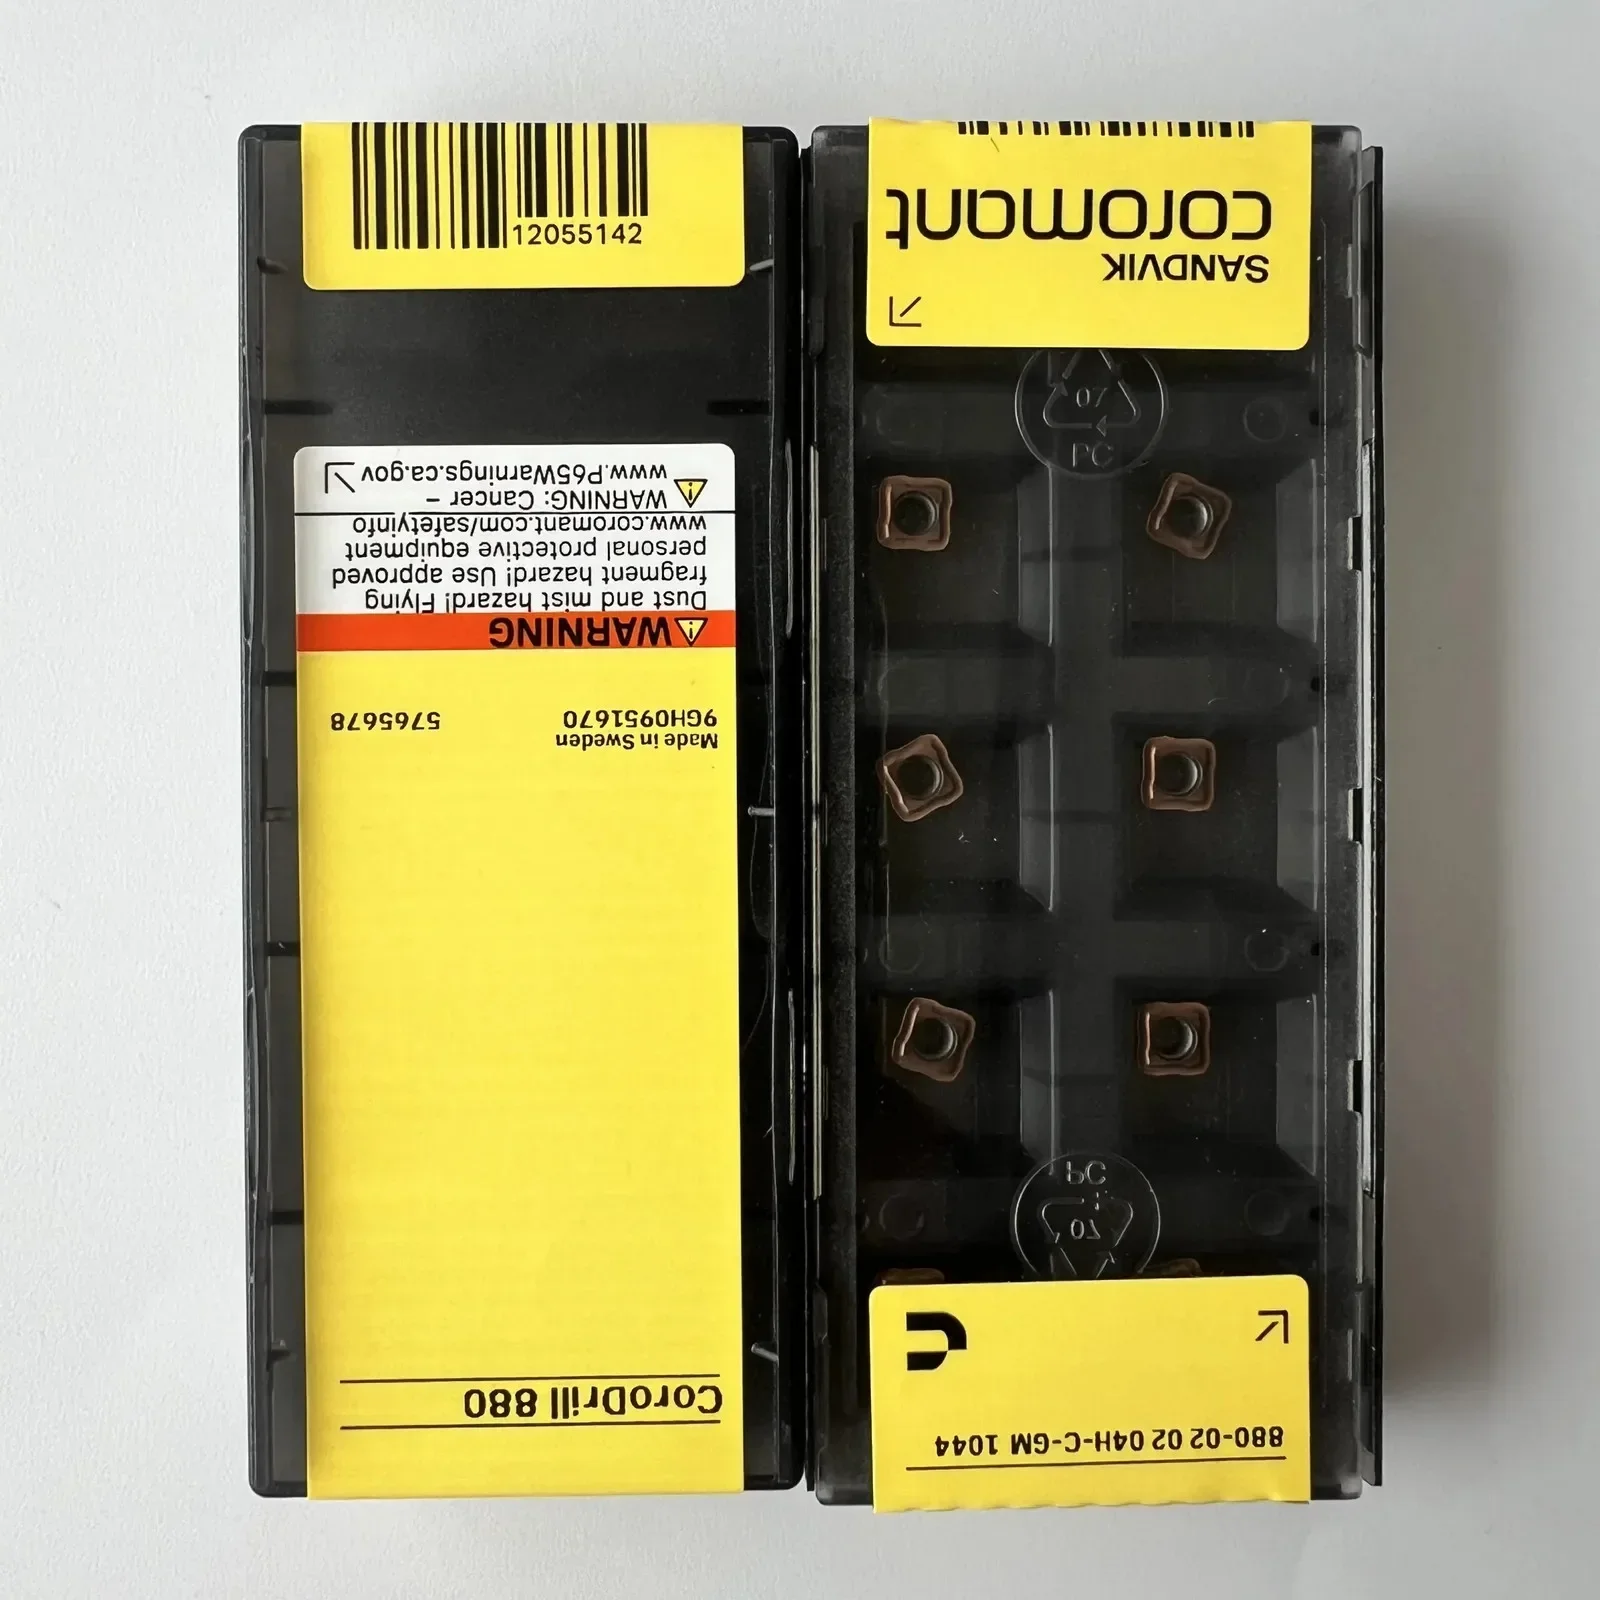 12055142
www.P65Warnings.ca.gov
WARNING: Cancer –
www.coromant.com/safetyinfo
personal protective equipment
fragment hazard! Use approved
Dust and mist hazard! Flying
WARNING
9GH0951670 5765678
Made in Sweden
CoroDrill 880
coromant
SANDVIK
07
PC
PC
07
880-02 02 04H-C-GM 1044